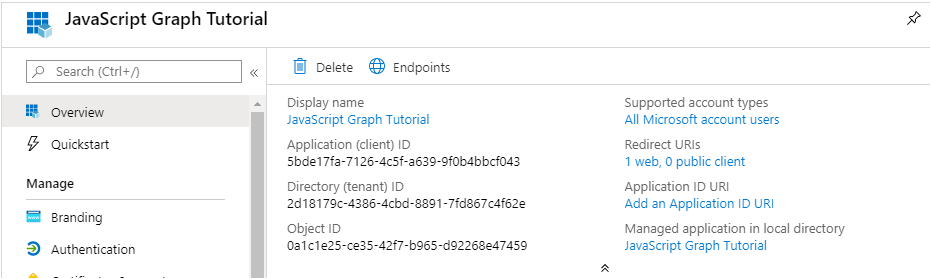 JavaScript Graph Tutorial
Search (Ctrl+/)
«
Overview
Quickstart
Manage
Branding
Authentication
Delete
Endpoints
Display name
JavaScript Graph Tutorial
Application (client) ID
5bde17fa-7126-4c5f-a639-9f0b4bbcf043
Directory (tenant) ID
2d18179c-4386-4cbd-8891-7fd867c4f62e
Object ID
0a1c1e25-ce35-42f7-b965-d92268e47459
Supported account types
All Microsoft account users
Redirect URIs
1 web, 0 public client
Application ID URI
Add an Application ID URI
Managed application in local directory
JavaScript Graph Tutorial